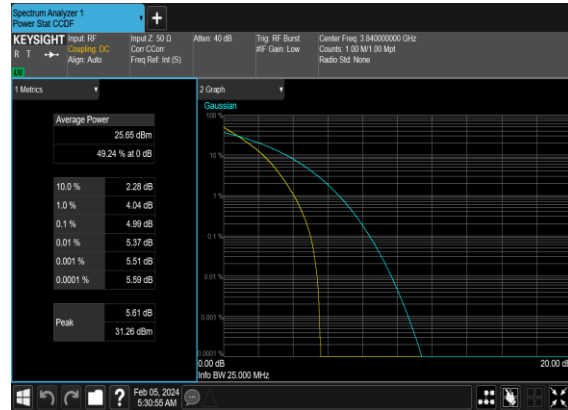 Spectrum Analyzer 1
Power Stat CCDF
+
KEYSIGHT
R T
LXI
Input: RF
Coupling: DC
Align: Auto
Input Z: 50 Ω
Corr CCorr
Freq Ref: Int (S)
Atten: 40 dB
Trig: RF Burst
#IF Gain: Low
Center Freq: 3.840000000 GHz
Counts: 1.00 M/1.00 Mpt
Radio Std: None
1 Metrics
Average Power
25.65 dBm
49.24 % at 0 dB
10.0 % 2.28 dB
1.0 % 4.04 dB
0.1 % 4.99 dB
0.01 % 5.37 dB
0.001 % 5.51 dB
0.0001 % 5.59 dB
Peak
5.61 dB
31.26 dBm
2 Graph
Gaussian
100 %
10 %
1 %
0.1 %
0.01 %
0.001 %
0.0001 %
0.00 dB
20.00 dB
Info BW 25.000 MHz
?
Feb 05, 2024
5:30:55 AM